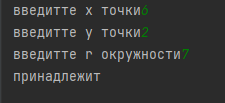 введитте x точки6
введитте y точки2
введитте r окружности7
принадлежит